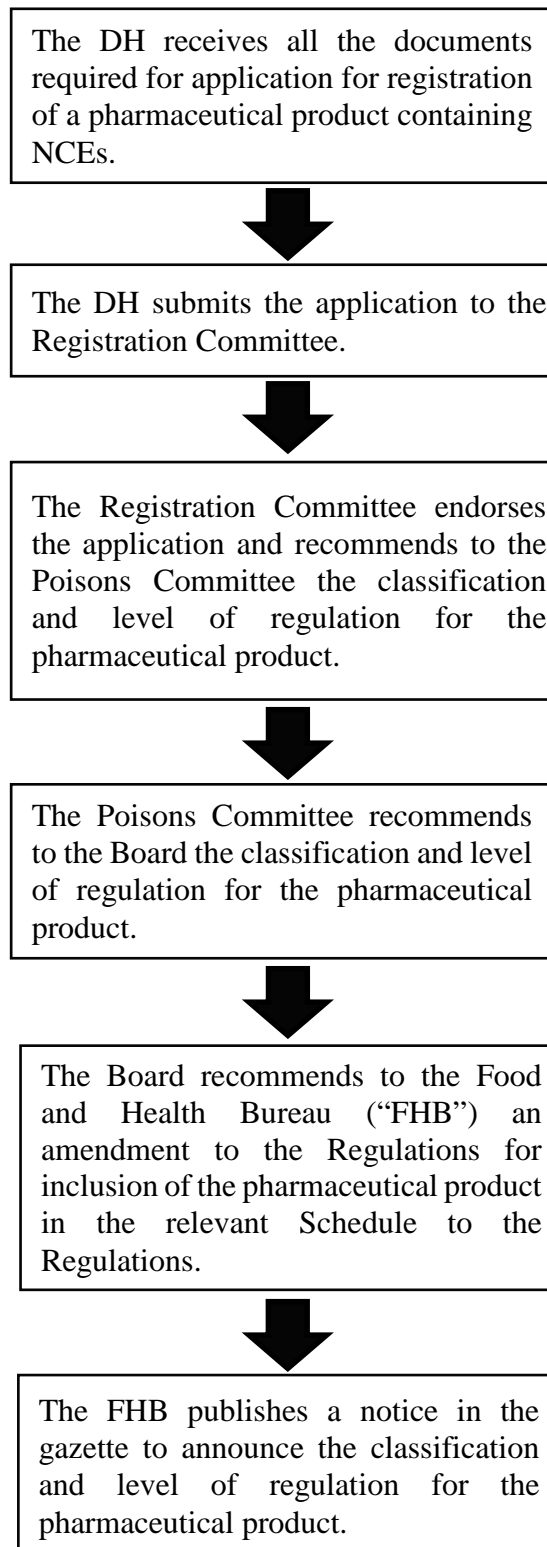 The DH receives all the documents
required for application for registration
of a pharmaceutical product containing
NCEs.
The DH submits the application to the
Registration Committee.
The Registration Committee endorses
the application and recommends to the
Poisons Committee the classification
and level of regulation for the
pharmaceutical product.
The Poisons Committee recommends
to the Board the classification and level
of regulation for the pharmaceutical
product.
The Board recommends to the Food
and Health Bureau (“FHB”) an
amendment to the Regulations for
inclusion of the pharmaceutical product
in the relevant Schedule to the
Regulations.
The FHB publishes a notice in the
gazette to announce the classification
and level of regulation for the
pharmaceutical product.